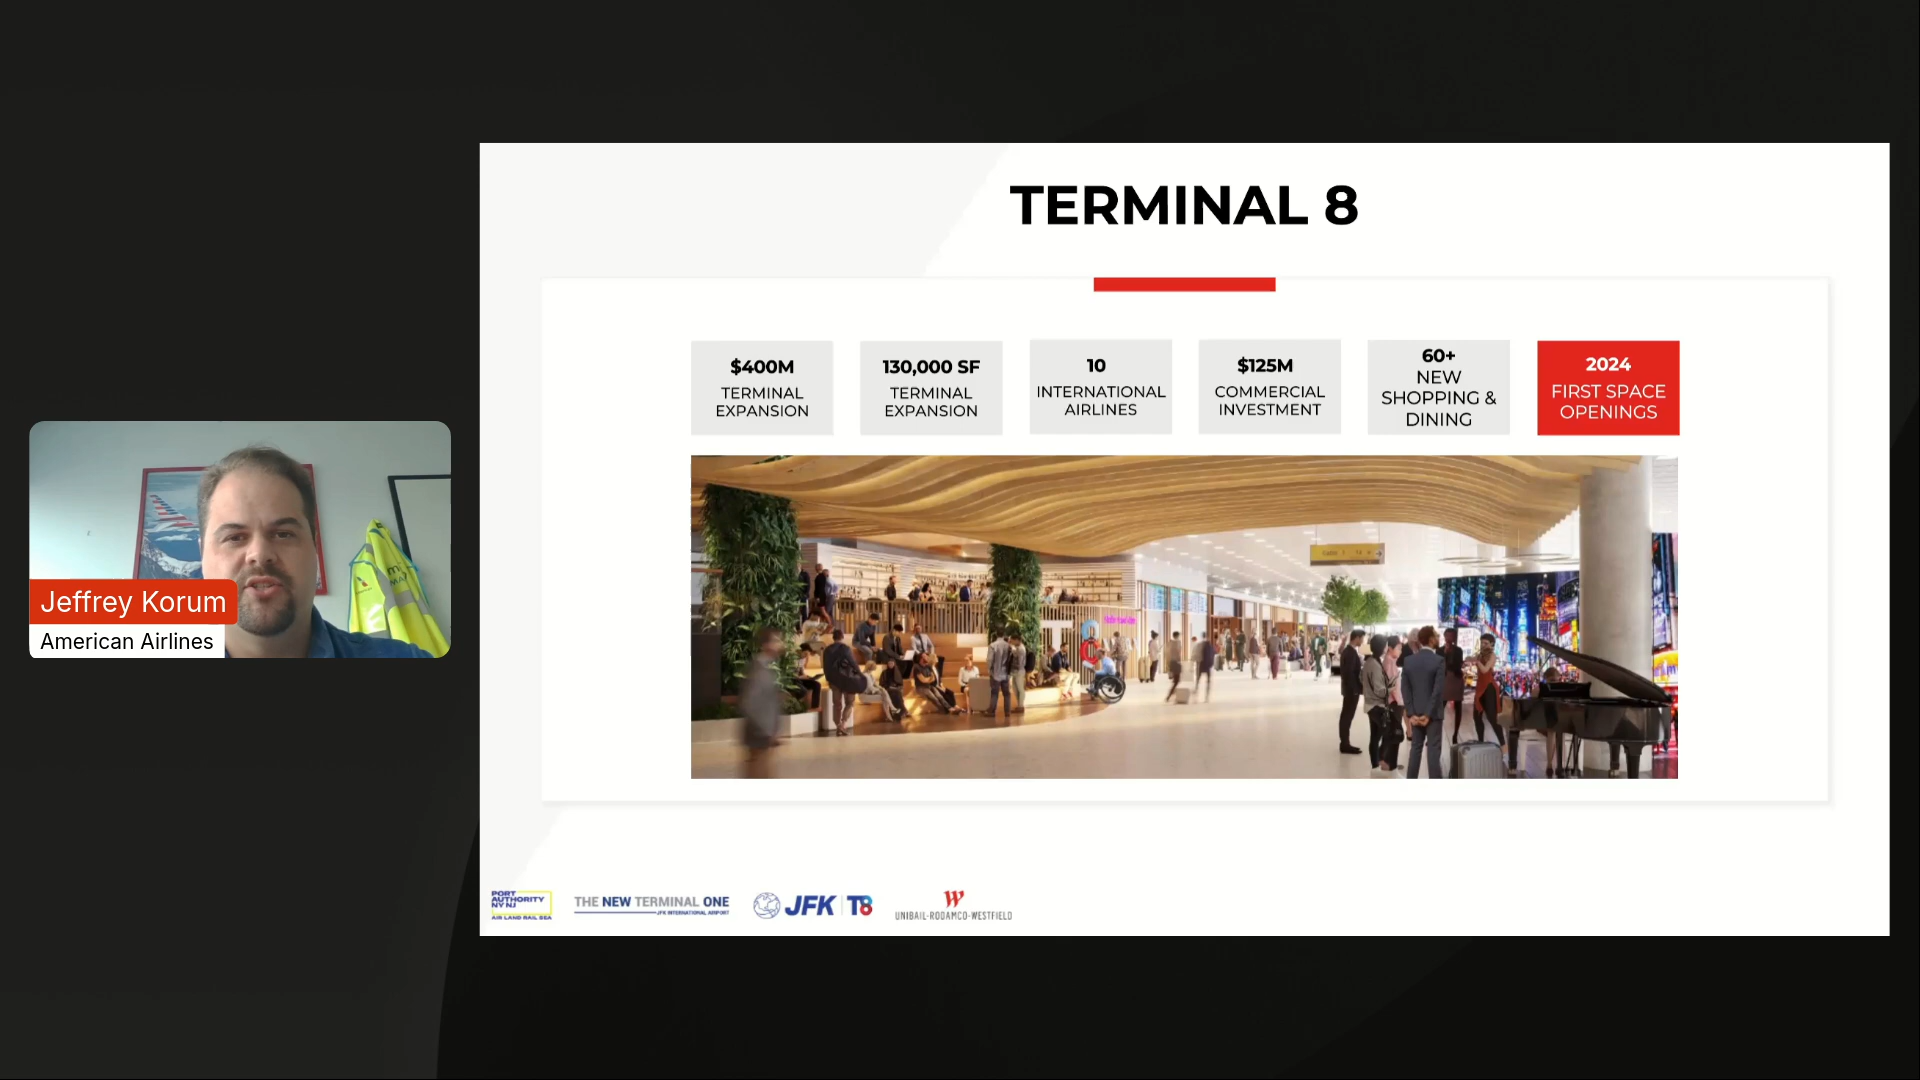 TERMINAL 8
$400M
TERMINAL
EXPANSION
130,000 SF
TERMINAL
EXPANSION
10
INTERNATIONAL
AIRLINES
$125M
COMMERCIAL
INVESTMENT
60+
NEW
SHOPPING &
DINING
2024
FIRST SPACE
OPENINGS
Jeffrey Korum
American Airlines
PORT
AUTHORITY
NY NJ
AIR LAND RAIL SEA
THE NEW TERMINAL ONE
JFK INTERNATIONAL AIRPORT
JFK T8
UNIBAIL-RODAMCO-WESTFIELD